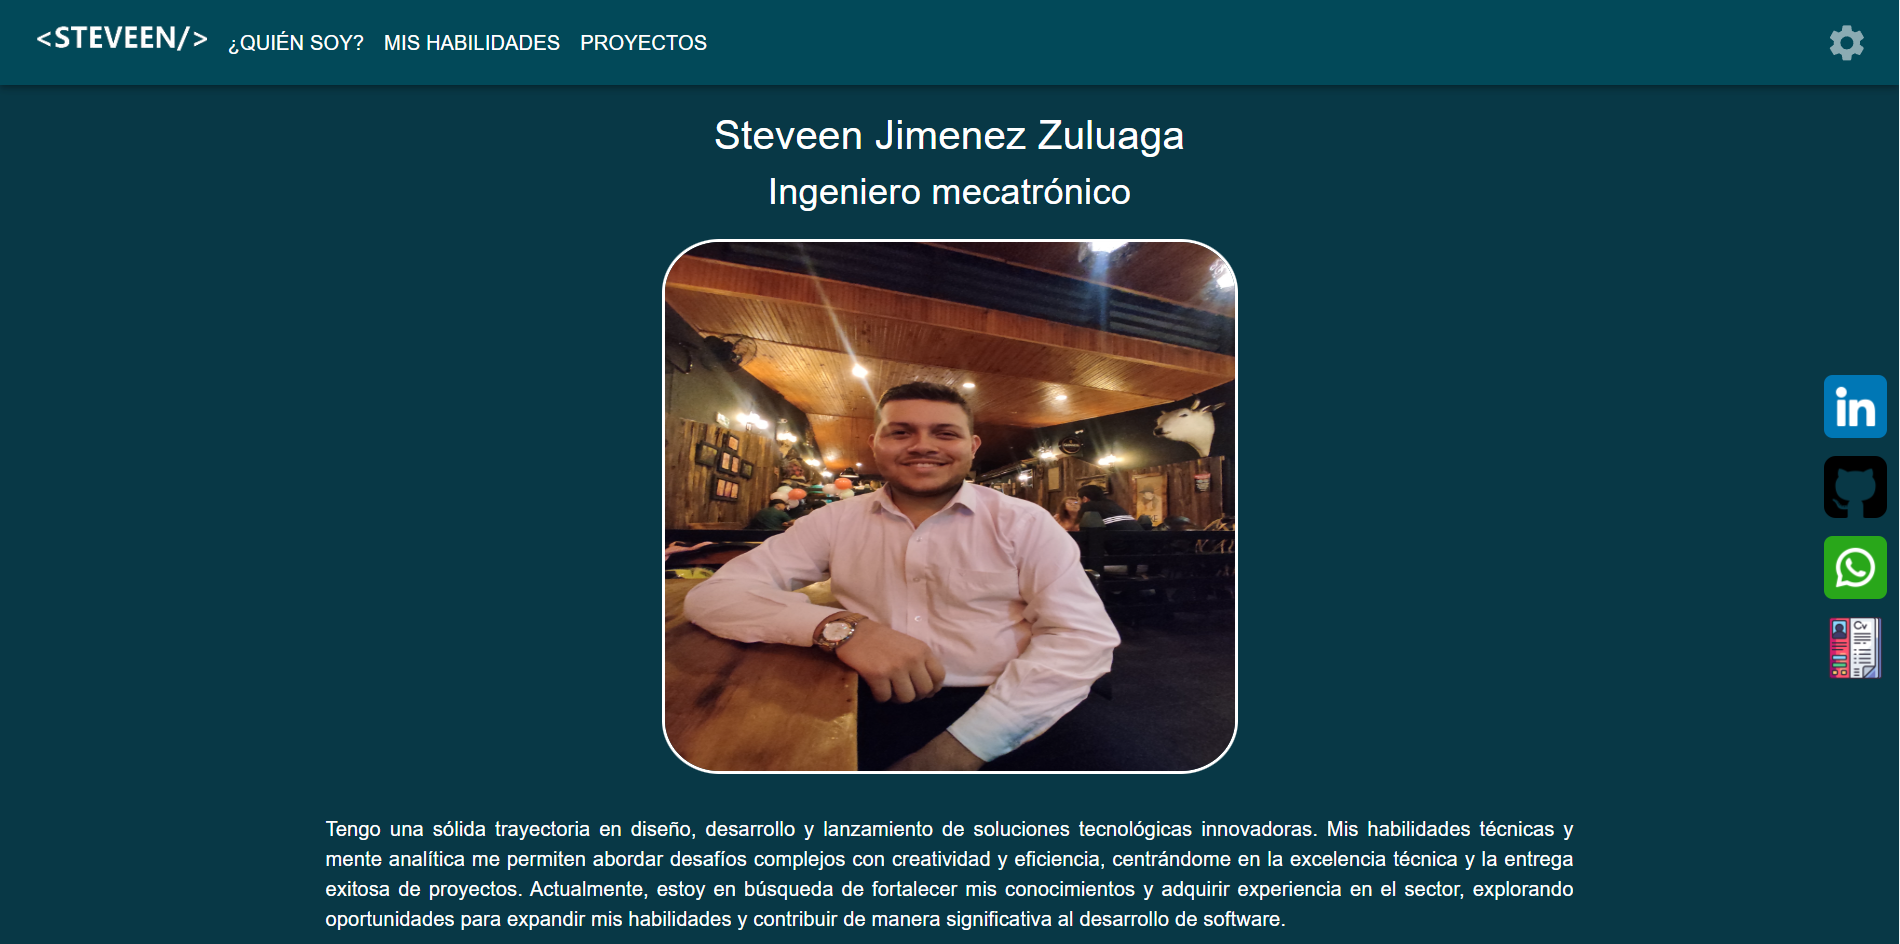 <STEVEEN/>
¿QUIÉN SOY? MIS HABILIDADES PROYECTOS
Steveen Jimenez Zuluaga
Ingeniero mecatrónico
in
Cv
Tengo una sólida trayectoria en diseño, desarrollo y lanzamiento de soluciones tecnológicas innovadoras. Mis habilidades técnicas y
mente analítica me permiten abordar desafíos complejos con creatividad y eficiencia, centrándome en la excelencia técnica y la entrega
exitosa de proyectos. Actualmente, estoy en búsqueda de fortalecer mis conocimientos y adquirir experiencia en el sector, explorando
oportunidades para expandir mis habilidades y contribuir de manera significativa al desarrollo de software.